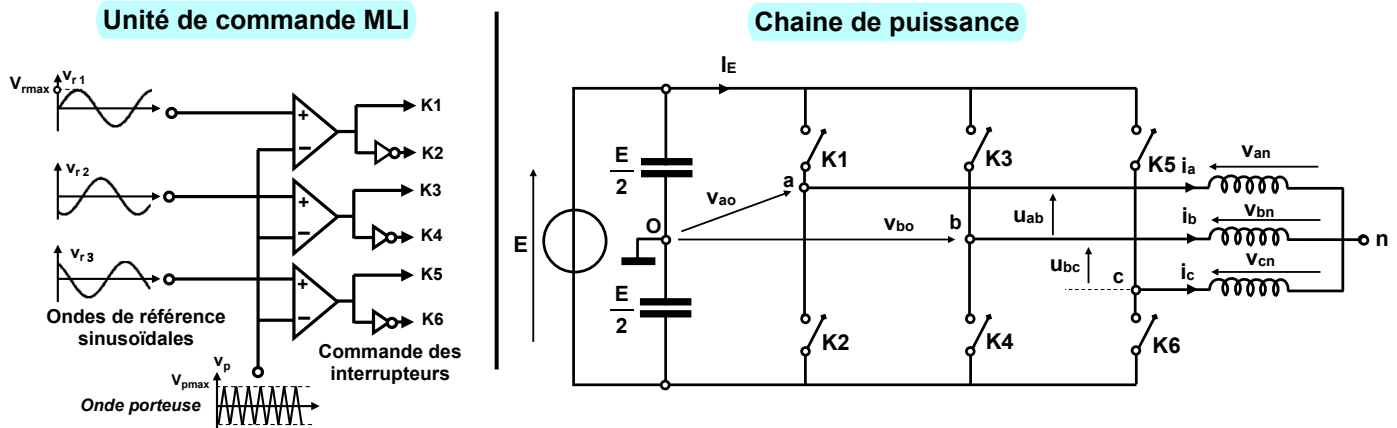 Unité de commande MLI
Vrmax
vr 1
vr 2
vr 3
Ondes de référence
sinusoïdales
+
−
+
−
+
−
K1
K2
K3
K4
K5
K6
Commande des
interrupteurs
vp
Vpmax
Onde porteuse
Chaine de puissance
IE
E
E
2
E
2
O
vao
vbo
a
b
c
K1
K3
K5
K2
K4
K6
uab
ubc
ia
ib
ic
van
vbn
vcn
n